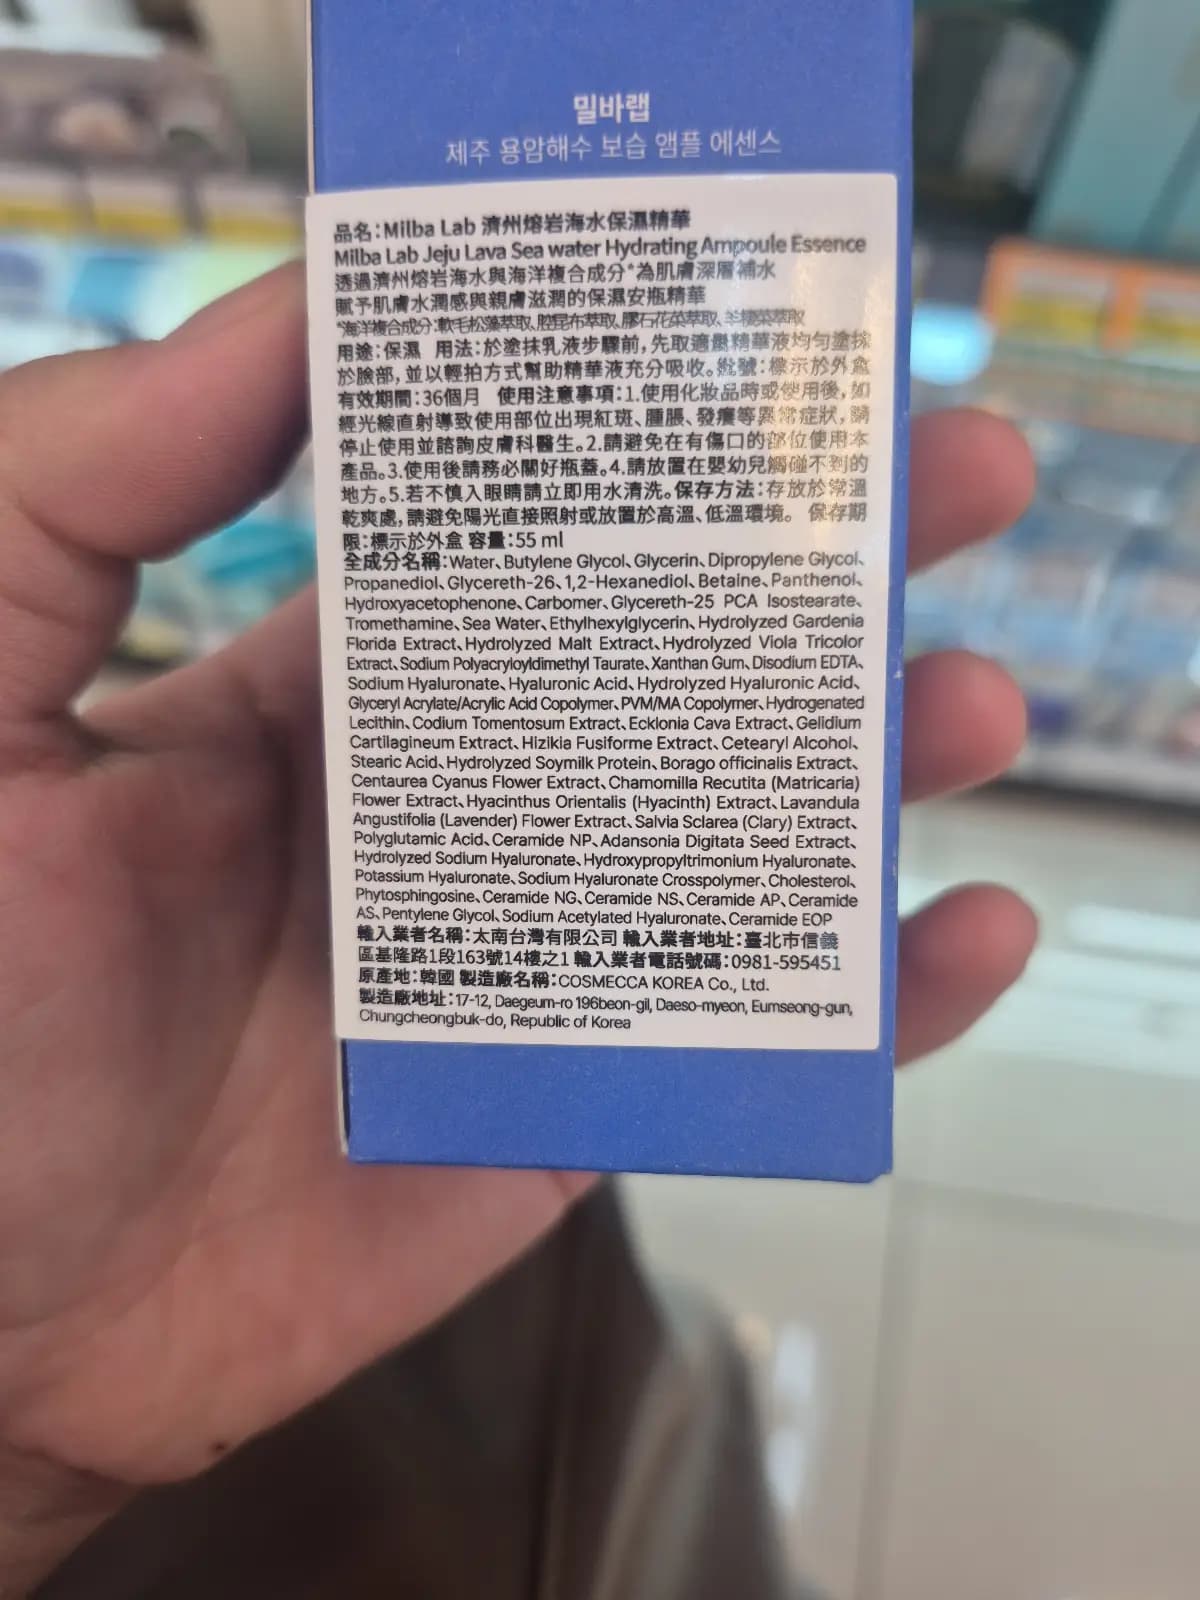 밀바랩
제주 용암해수 보습 앰플 에센스
品名:Milba Lab 濟州熔岩海水保濕精華
Milba Lab Jeju Lava Sea water Hydrating Ampoule Essence
透過濟州熔岩海水與海洋複合成分*為肌膚深層補水
賦予肌膚水潤感與親膚滋潤的保濕安瓶精華
*海洋複合成分:軟毛松藻萃取、腔昆布萃取、膠石花菜萃取、羊棲菜萃取
用途:保濕 用法:於塗抹乳液步驟前,先取適量精華液均勻塗抹
於臉部,並以輕拍方式幫助精華液充分吸收。批號:標示於外盒
有效期間:36個月 使用注意事項:1.使用化妝品時或使用後,如
經光線直射導致使用部位出現紅斑、腫脹、發癢等異常症狀,請
停止使用並諮詢皮膚科醫生。2.請避免在有傷口的部位使用本
產品。3.使用後請務必關好瓶蓋。4.請放置在嬰幼兒觸碰不到的
地方。5.若不慎入眼睛請立即用水清洗。保存方法:存放於常溫
乾爽處,請避免陽光直接照射或放置於高溫、低溫環境。 保存期
限:標示於外盒 容量:55 ml
全成分名稱:Water、Butylene Glycol、Glycerin、Dipropylene Glycol、
Propanediol、Glycereth-26、1,2-Hexanediol、Betaine、Panthenol、
Hydroxyacetophenone、Carbomer、Glycereth-25 PCA Isostearate、
Tromethamine、Sea Water、Ethylhexylglycerin、Hydrolyzed Gardenia
Florida Extract、Hydrolyzed Malt Extract、Hydrolyzed Viola Tricolor
Extract、Sodium Polyacryloyldimethyl Taurate、Xanthan Gum、Disodium EDTA、
Sodium Hyaluronate、Hyaluronic Acid、Hydrolyzed Hyaluronic Acid、
Glyceryl Acrylate/Acrylic Acid Copolymer、PVM/MA Copolymer、Hydrogenated
Lecithin、Codium Tomentosum Extract、Ecklonia Cava Extract、Gelidium
Cartilagineum Extract、Hizikia Fusiforme Extract、Cetearyl Alcohol、
Stearic Acid、Hydrolyzed Soymilk Protein、Borago officinalis Extract、
Centaurea Cyanus Flower Extract、Chamomilla Recutita (Matricaria)
Flower Extract、Hyacinthus Orientalis (Hyacinth) Extract、Lavandula
Angustifolia (Lavender) Flower Extract、Salvia Sclarea (Clary) Extract、
Polyglutamic Acid、Ceramide NP、Adansonia Digitata Seed Extract、
Hydrolyzed Sodium Hyaluronate、Hydroxypropyltrimonium Hyaluronate、
Potassium Hyaluronate、Sodium Hyaluronate Crosspolymer、Cholesterol、
Phytosphingosine、Ceramide NG、Ceramide NS、Ceramide AP、Ceramide
AS、Pentylene Glycol、Sodium Acetylated Hyaluronate、Ceramide EOP
輸入業者名稱:太南台灣有限公司 輸入業者地址:臺北市信義
區基隆路1段163號14樓之1 輸入業者電話號碼:0981-595451
原產地:韓國 製造廠名稱:COSMECCA KOREA Co., Ltd.
製造廠地址:17-12, Daegeum-ro 196beon-gil, Daeso-myeon, Eumseong-gun,
Chungcheongbuk-do, Republic of Korea